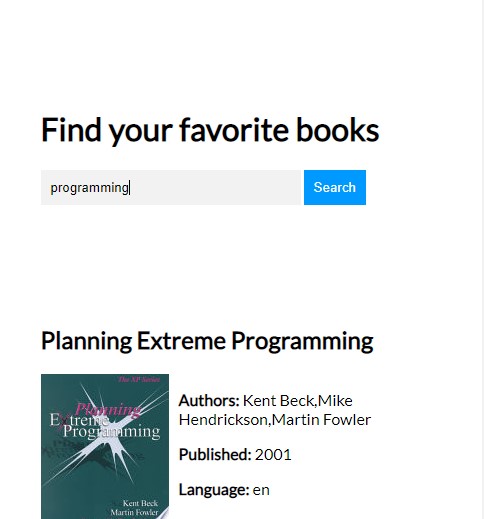 Find your favorite books
programming
Search
Planning Extreme Programming
The XP Series
Planning
Extreme
Programming
Kent Beck
Martin Fowler
Authors: Kent Beck,Mike
Hendrickson,Martin Fowler
Published: 2001
Language: en